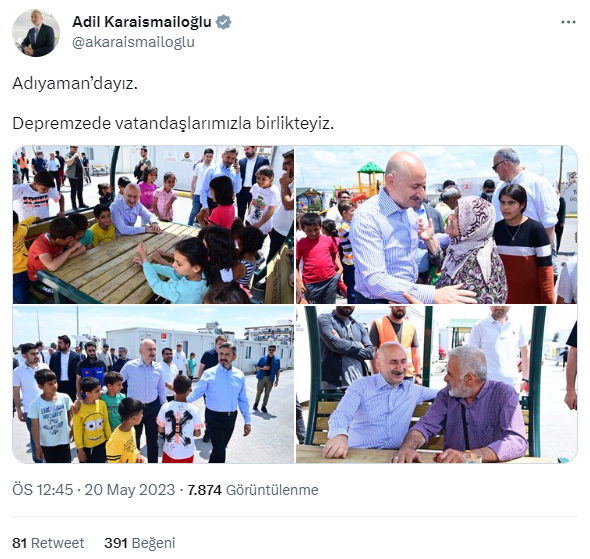 Adil Karaismailoğlu
@akaraismailoglu
Adıyaman’dayız.
Depremzede vatandaşlarımızla birlikteyiz.
ÖS 12:45 · 20 May 2023 · 7.874 Görüntülenme
81 Retweet 391 Beğeni